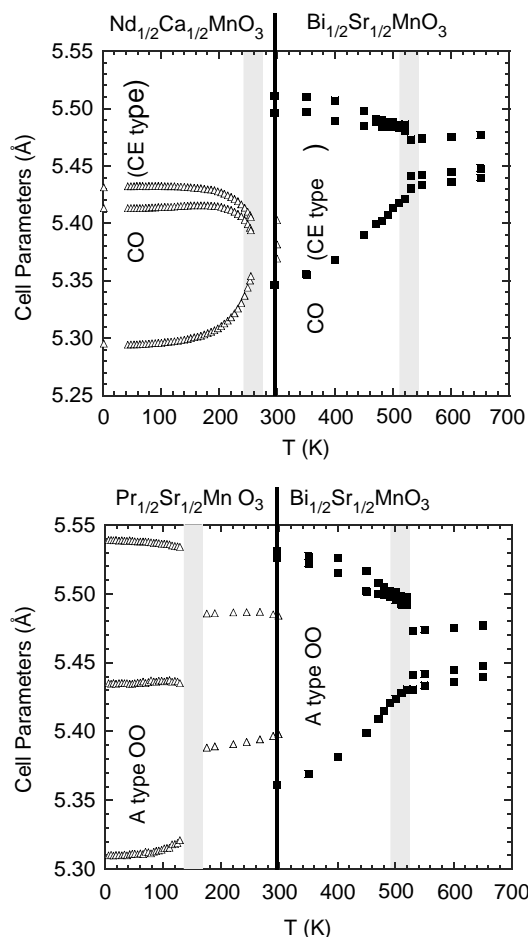 Nd1/2Ca1/2MnO3 Bi1/2Sr1/2MnO3
5.55
5.50
5.45
5.40
5.35
5.30
5.25
Cell Parameters (Å)
CO (CE type)
CO (CE type )
0 100 200 300 400 500 600 700
T (K)
Pr1/2Sr1/2Mn O3 Bi1/2Sr1/2MnO3
5.55
5.50
5.45
5.40
5.35
5.30
Cell Parameters (Å)
A type OO
A type OO
0 100 200 300 400 500 600 700
T (K)